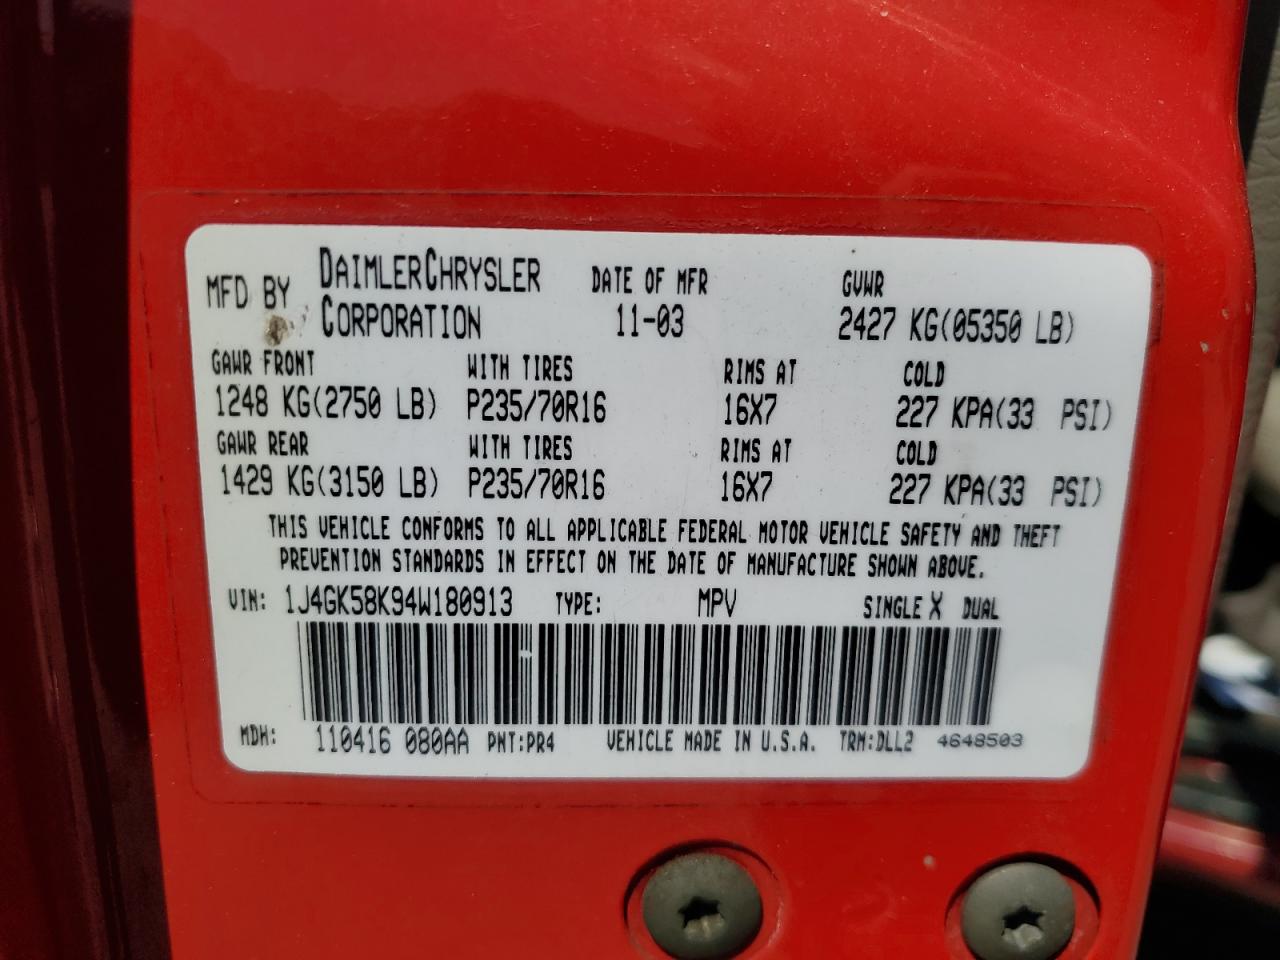 MFD BY DAIMLERCHRYSLER CORPORATION DATE OF MFR 11-03 GVWR 2427 KG(05350 LB)
GAWR FRONT WITH TIRES RIMS AT COLD
1248 KG(2750 LB) P235/70R16 16X7 227 KPA(33 PSI)
GAWR REAR WITH TIRES RIMS AT COLD
1429 KG(3150 LB) P235/70R16 16X7 227 KPA(33 PSI)
THIS VEHICLE CONFORMS TO ALL APPLICABLE FEDERAL MOTOR VEHICLE SAFETY AND THEFT
PREVENTION STANDARDS IN EFFECT ON THE DATE OF MANUFACTURE SHOWN ABOVE.
VIN: 1J4GK58K94W180913 TYPE: MPV SINGLE X DUAL
MDH: 110416 080AA PNT:PR4 VEHICLE MADE IN U.S.A. TRM:DLL2 4648503